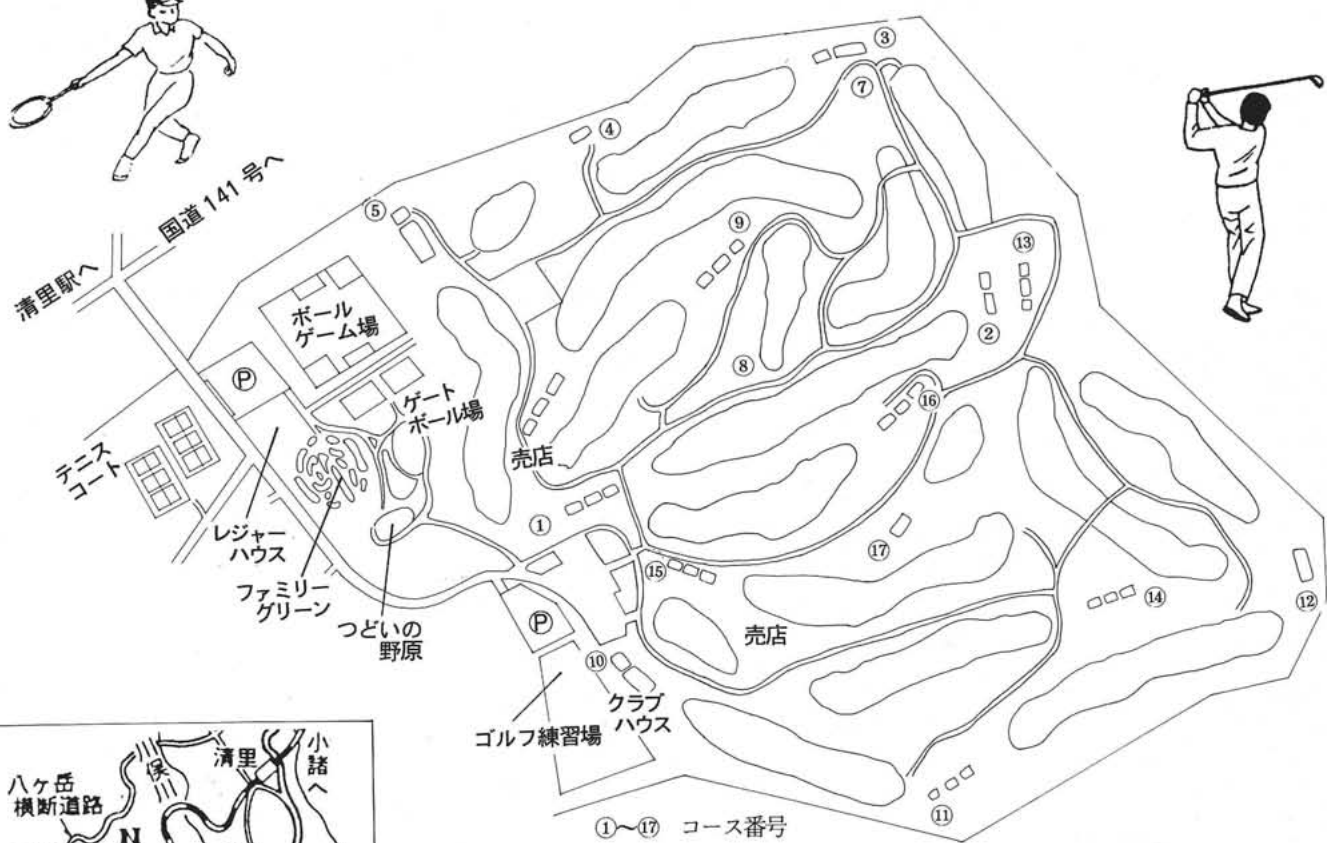 ③
⑦
④
国道141号へ
⑤
⑨
⑬
清里駅へ
ボール
ゲーム場
②
Ⓟ
⑧
ゲート
ボール場
⑯
テニス
コート
売店
①
レジャー
ハウス
⑰
⑮
ファミリー
グリーン
⑭
⑫
つどいの
野原
Ⓟ
売店
⑩
クラブ
ハウス
ゴルフ練習場
⑪
①〜⑰ コース番号
清里
小諸へ
八ヶ岳
横断道路
N